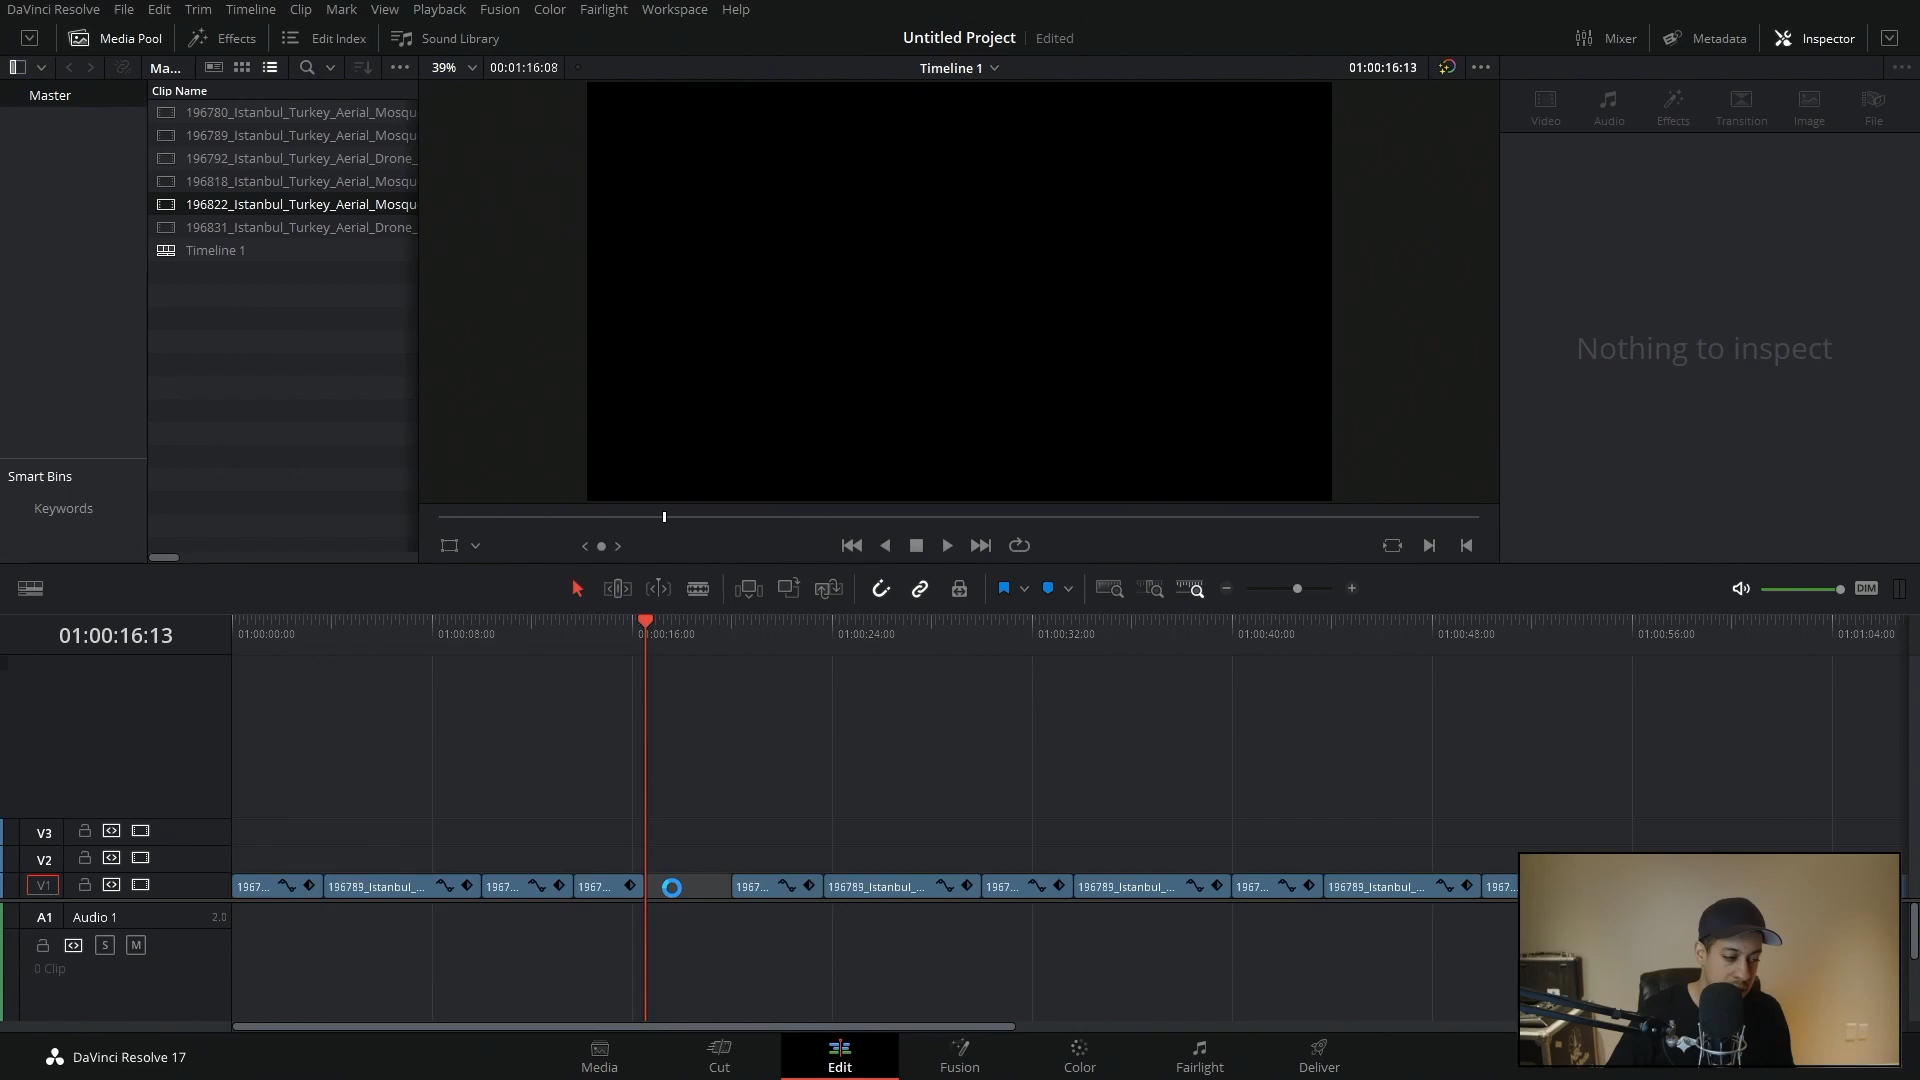 DaVinci Resolve File Edit Trim Timeline Clip Mark View Playback Fusion Color Fairlight Workspace Help
Media Pool Effects Edit Index Sound Library Untitled Project Edited Mixer Metadata Inspector
Ma... 39% 00:01:16:08 Timeline 1 01:00:16:13
Master
Clip Name
196780_Istanbul_Turkey_Aerial_Mosqu
196789_Istanbul_Turkey_Aerial_Mosqu
196792_Istanbul_Turkey_Aerial_Drone_
196818_Istanbul_Turkey_Aerial_Mosqu
196822_Istanbul_Turkey_Aerial_Mosqu
196831_Istanbul_Turkey_Aerial_Drone_
Timeline 1
Smart Bins
Keywords
Video Audio Effects Transition Image File
Nothing to inspect
DIM
01:00:16:13
01:00:00:00 01:00:08:00 01:00:16:00 01:00:24:00 01:00:32:00 01:00:40:00 01:00:48:00 01:00:56:00 01:01:04:00
V3
V2
V1 1967... 196789_Istanbul_... 1967... 1967... 1967... 196789_Istanbul_... 1967... 196789_Istanbul_... 1967... 196789_Istanbul_... 1967...
A1 Audio 1 2.0
S M
0 Clip
DaVinci Resolve 17 Media Cut Edit Fusion Color Fairlight Deliver